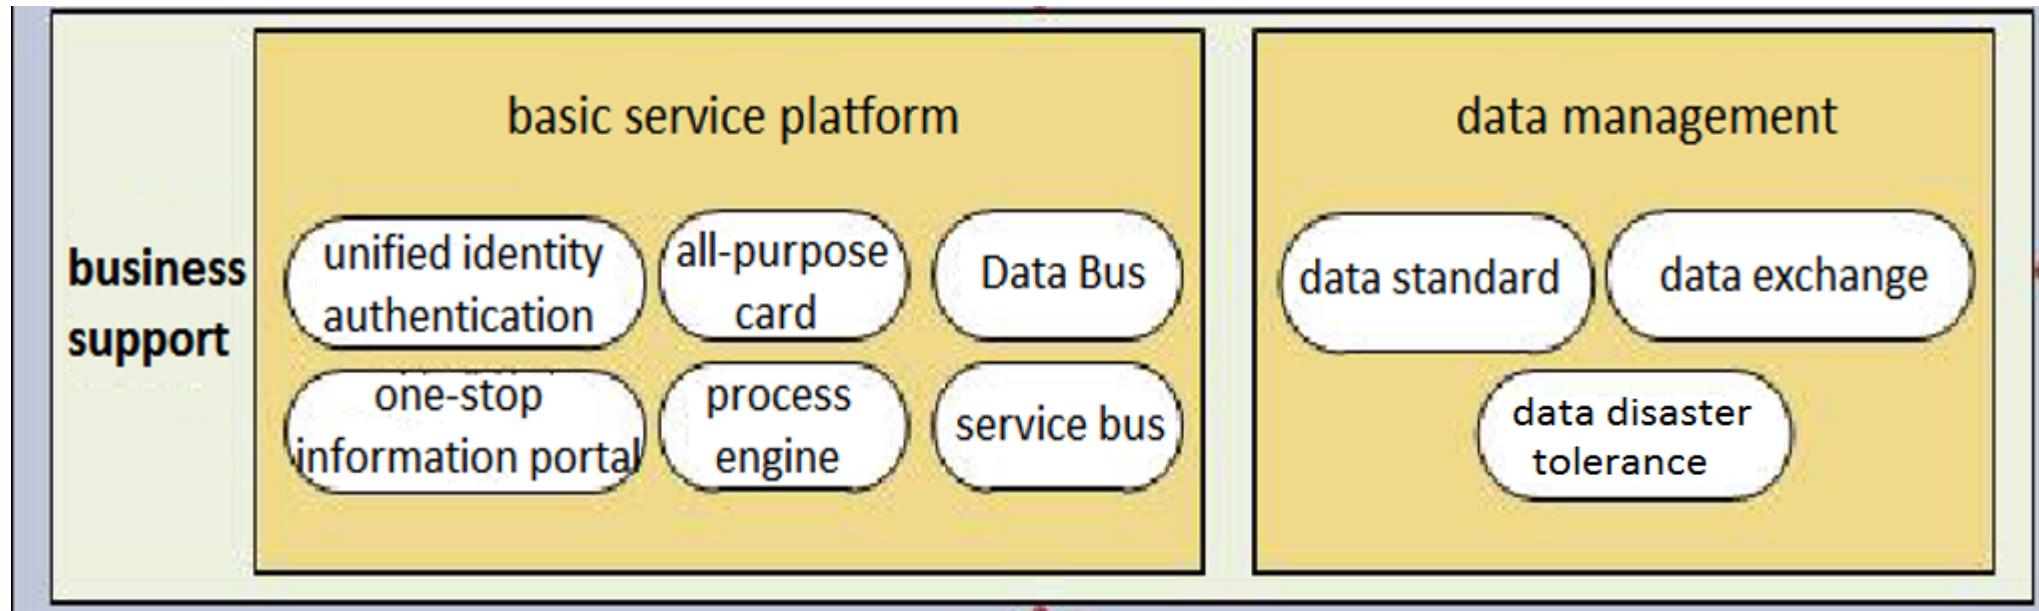 business
support
basic service platform
unified identity
authentication
all-purpose
card
Data Bus
one-stop
information portal
process
engine
service bus
data management
data standard
data exchange
data disaster
tolerance